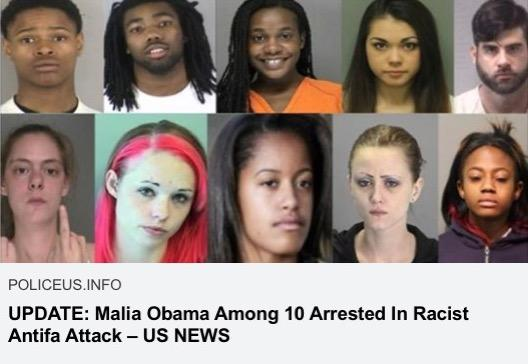 POLICEUS.INFO
UPDATE: Malia Obama Among 10 Arrested In Racist
Antifa Attack – US NEWS